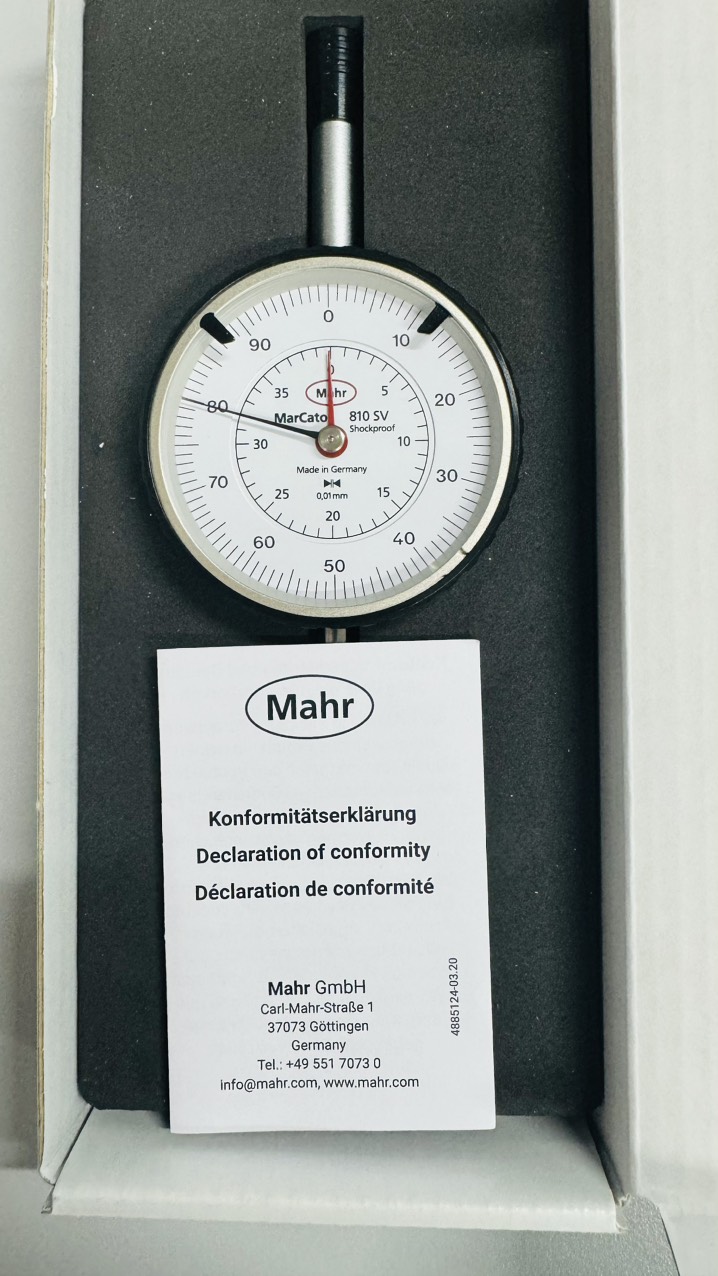 0
90
10
0
35
Mahr
5
80
20
MarCato
810 SV
Shockproof
30
10
Made in Germany
70
30
25
0,01 mm
15
20
60
40
50
Mahr
Konformitätserklärung
Declaration of conformity
Déclaration de conformité
Mahr GmbH
Carl-Mahr-Straße 1
37073 Göttingen
Germany
Tel.: +49 551 7073 0
info@mahr.com, www.mahr.com
4885124-03.20